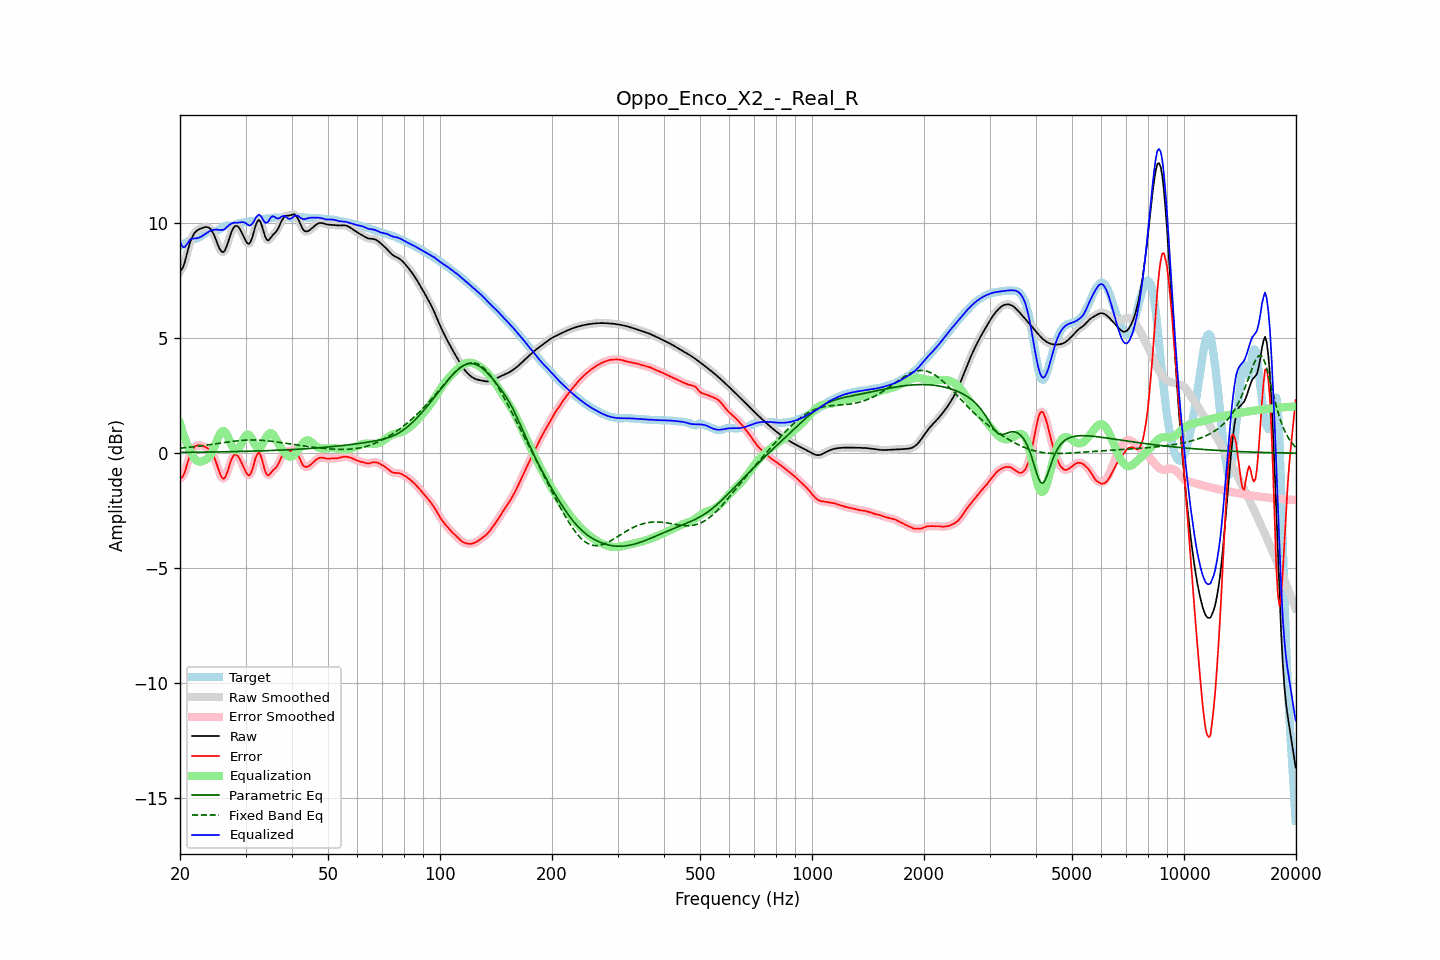 Oppo_Enco_X2_-_Real_R
Amplitude (dBr)
10
5
0
−5
−10
−15
Target
Raw Smoothed
Error Smoothed
Raw
Error
Equalization
Parametric Eq
Fixed Band Eq
Equalized
20 50 100 200 500 1000 2000 5000 10000 20000
Frequency (Hz)